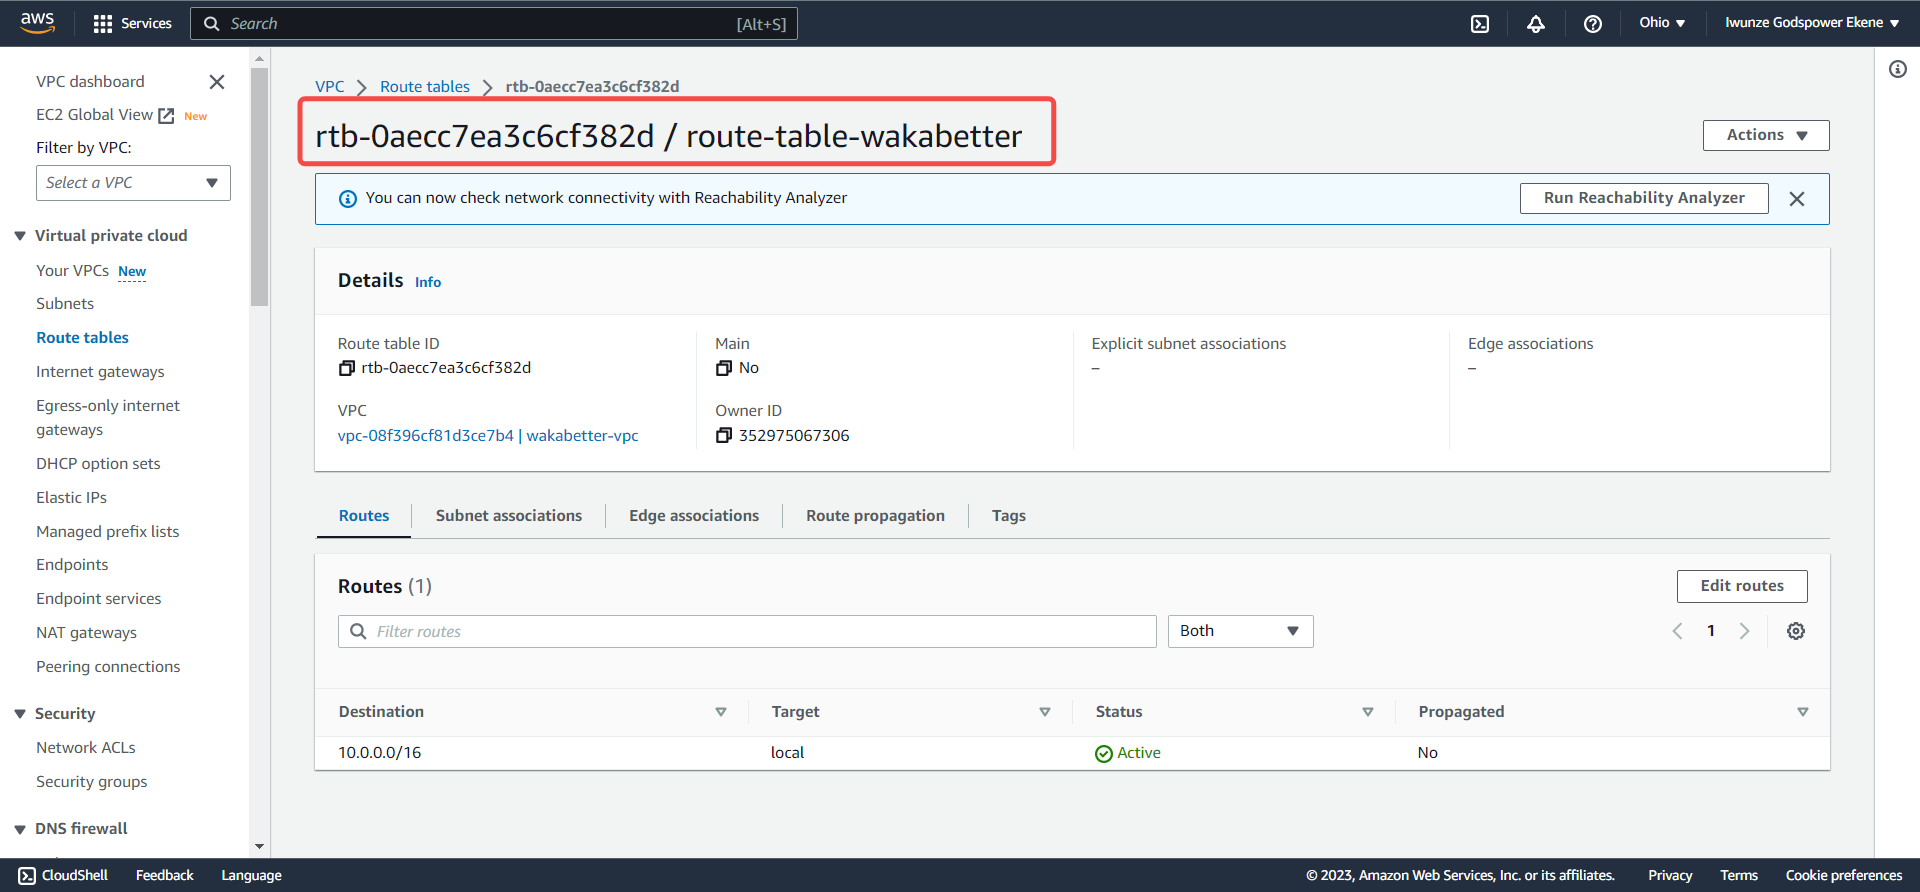 aws
Services
Search
[Alt+S]
Ohio
Iwunze Godspower Ekene
VPC dashboard
EC2 Global View New
Filter by VPC:
Select a VPC
Virtual private cloud
Your VPCs New
Subnets
Route tables
Internet gateways
Egress-only internet
gateways
DHCP option sets
Elastic IPs
Managed prefix lists
Endpoints
Endpoint services
NAT gateways
Peering connections
Security
Network ACLs
Security groups
DNS firewall
VPC
Route tables
rtb-0aecc7ea3c6cf382d
rtb-0aecc7ea3c6cf382d / route-table-wakabetter
Actions
You can now check network connectivity with Reachability Analyzer
Run Reachability Analyzer
Details Info
Route table ID
rtb-0aecc7ea3c6cf382d
Main
No
Explicit subnet associations
–
Edge associations
–
VPC
vpc-08f396cf81d3ce7b4 | wakabetter-vpc
Owner ID
352975067306
Routes
Subnet associations
Edge associations
Route propagation
Tags
Routes (1)
Edit routes
Filter routes
Both
1
Destination
Target
Status
Propagated
10.0.0.0/16
local
Active
No
CloudShell
Feedback
Language
© 2023, Amazon Web Services, Inc. or its affiliates.
Privacy
Terms
Cookie preferences